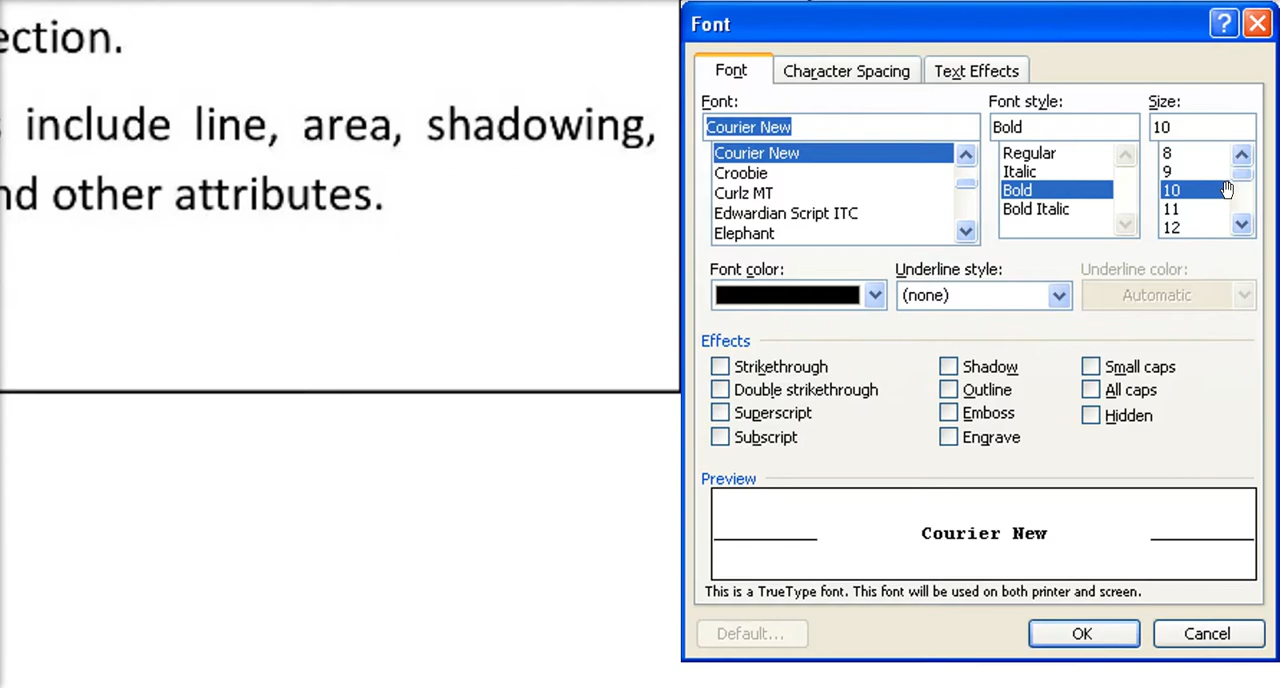 ection.
s include line, area, shadowing,
nd other attributes.
Font
Font Character Spacing Text Effects
Font: Font style: Size:
Courier New Bold 10
Courier New Regular 8
Croobie Italic 9
Curlz MT Bold 10
Edwardian Script ITC Bold Italic 11
Elephant 12
Font color: Underline style: Underline color:
(none) Automatic
Effects
Strikethrough Shadow Small caps
Double strikethrough Outline All caps
Superscript Emboss Hidden
Subscript Engrave
Preview
Courier New
This is a TrueType font. This font will be used on both printer and screen.
Default... OK Cancel